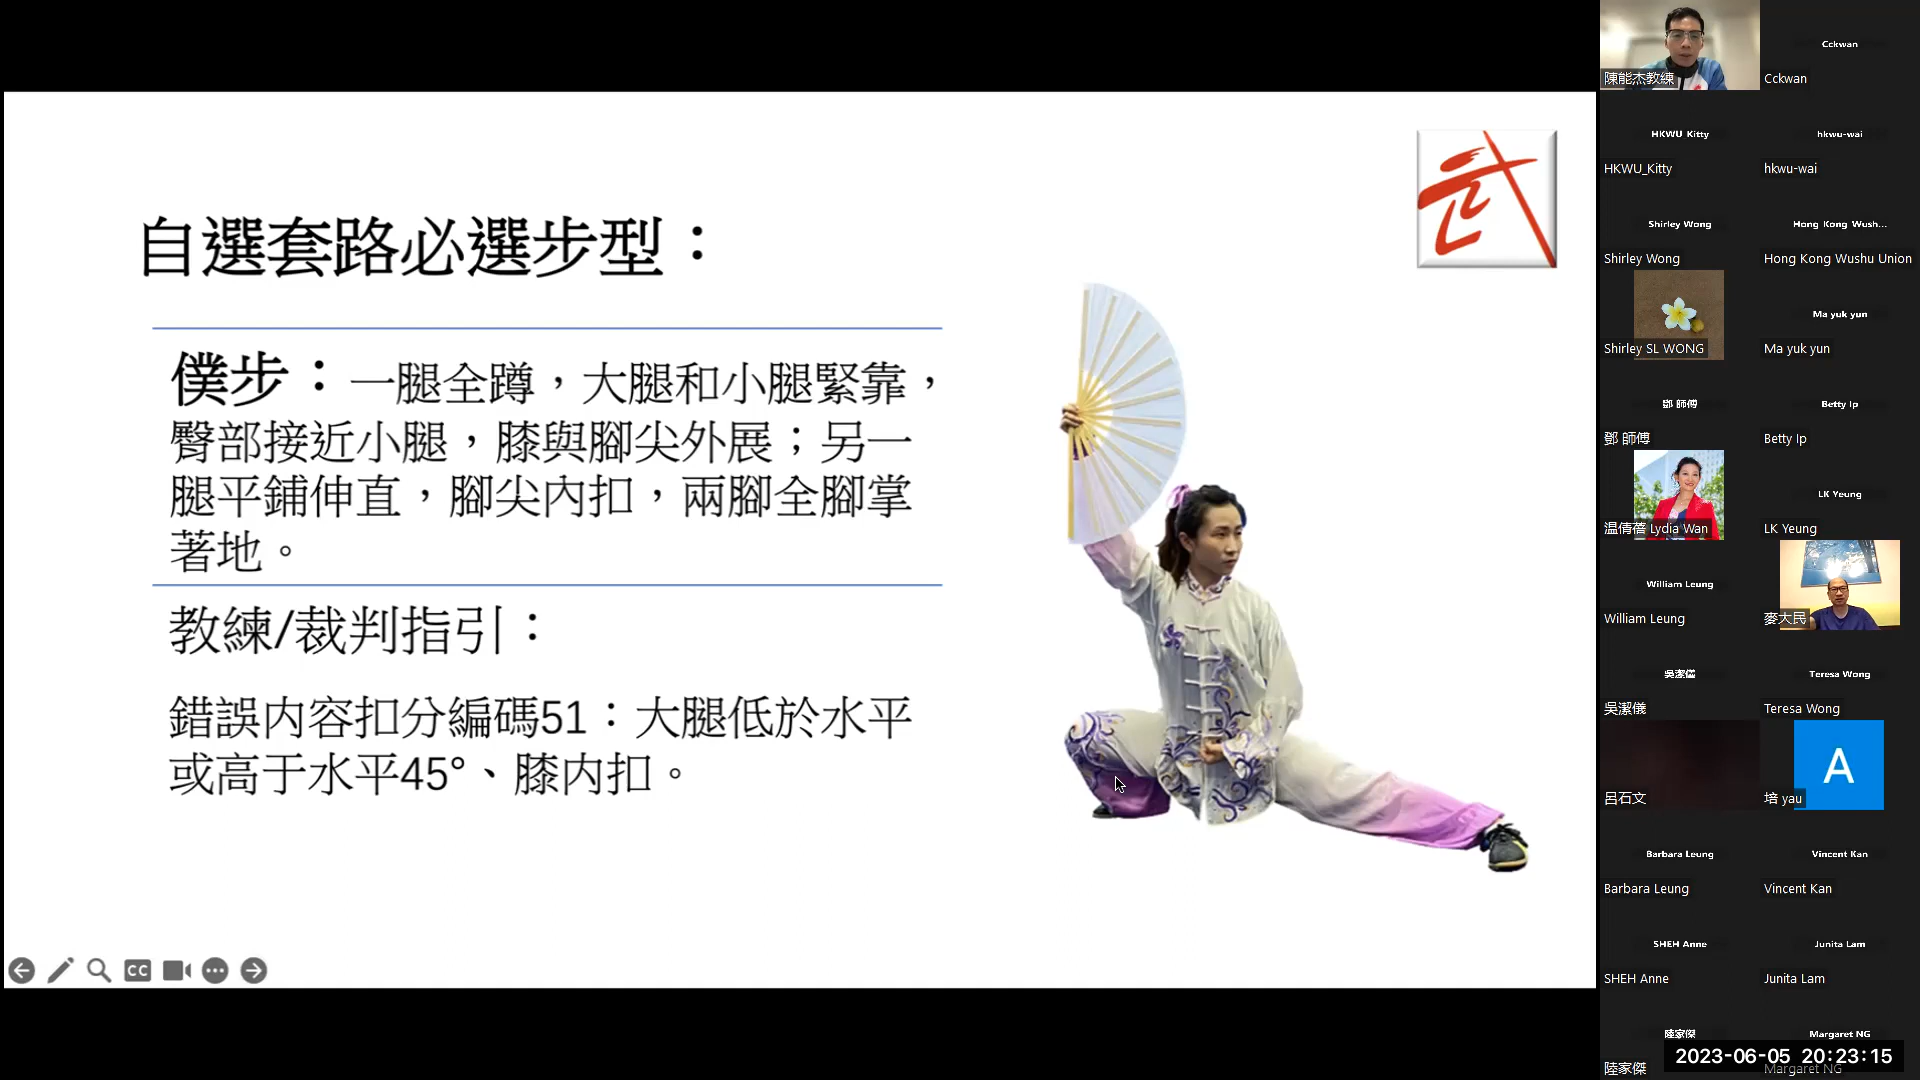 自選套路必選步型：
僕步：一腿全蹲，大腿和小腿緊靠，
臀部接近小腿，膝與腳尖外展；另一
腿平鋪伸直，腳尖內扣，兩腳全腳掌
著地。
教練/裁判指引：
錯誤内容扣分編碼51：大腿低於水平
或高于水平45°、膝内扣。
武
CC
陳能杰教練
Cckwan
Cckwan
HKWU_Kitty
HKWU_Kitty
hkwu-wai
hkwu-wai
Shirley Wong
Shirley Wong
Hong Kong Wush...
Hong Kong Wushu Union
Shirley SL WONG
Ma yuk yun
Ma yuk yun
鄧 師傅
鄧 師傅
Betty Ip
Betty Ip
温倩蓓 Lydia Wan
LK Yeung
LK Yeung
William Leung
William Leung
麥大民
吳潔儀
吳潔儀
Teresa Wong
Teresa Wong
呂石文
A
培 yau
Barbara Leung
Barbara Leung
Vincent Kan
Vincent Kan
SHEH Anne
SHEH Anne
Junita Lam
Junita Lam
陸家傑
陸家傑
Margaret NG
Margaret NG
2023-06-05 20:23:15